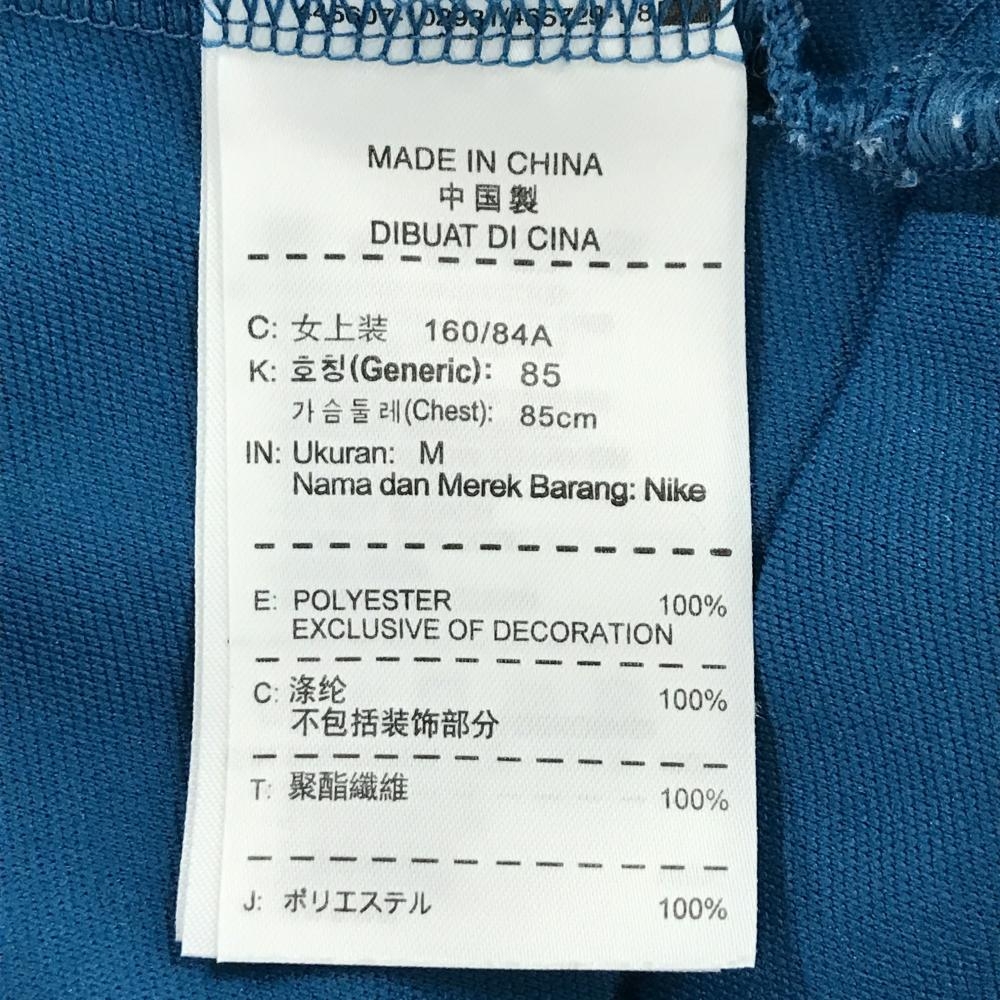 MADE IN CHINA
中国製
DIBUAT DI CINA
C: 女上装 160/84A
K: 호칭(Generic): 85
가슴둘레(Chest): 85cm
IN: Ukuran: M
Nama dan Merek Barang: Nike
E: POLYESTER 100%
EXCLUSIVE OF DECORATION
C: 涤纶 100%
不包括装饰部分
T: 聚酯纖維 100%
J: ポリエステル 100%